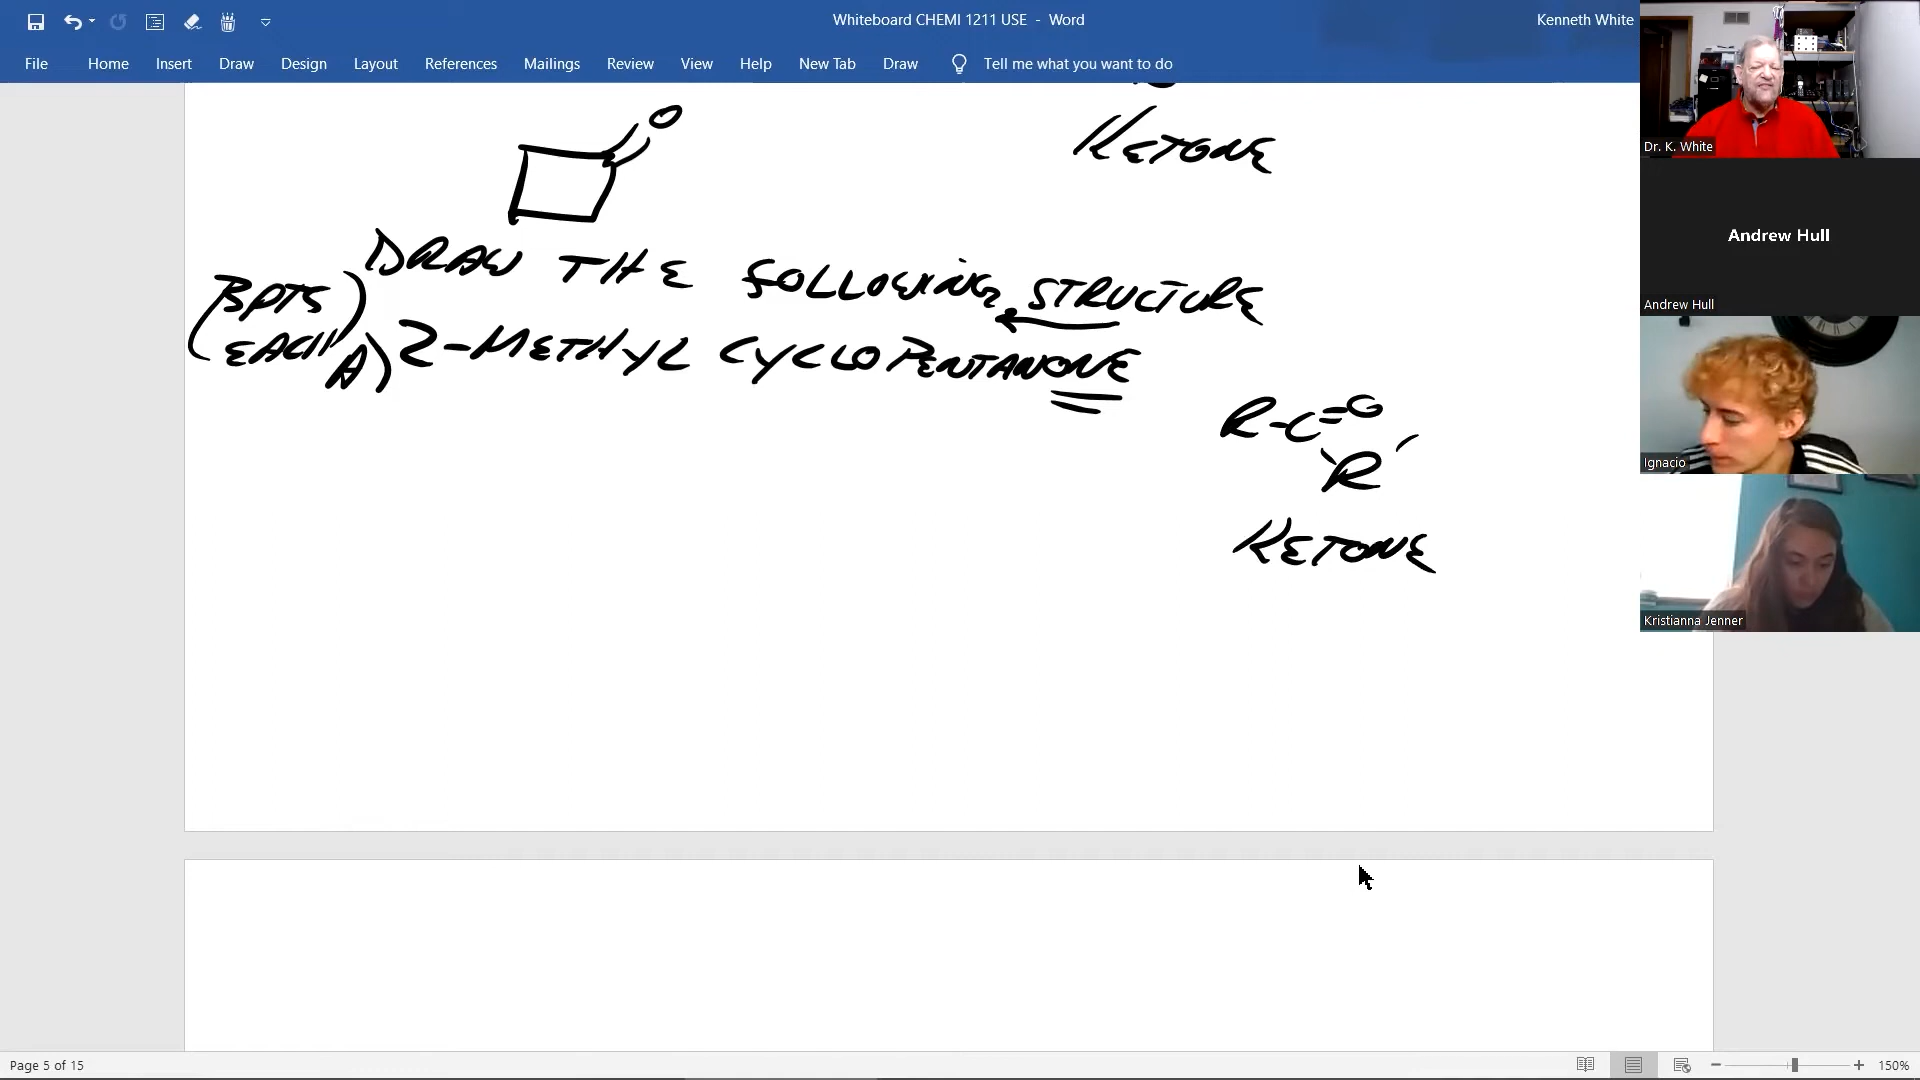 Whiteboard CHEMI 1211 USE - Word
Kenneth White
File Home Insert Draw Design Layout References Mailings Review View Help New Tab Draw Tell me what you want to do
O
KETONE
DRAW THE FOLLOWING STRUCTURE
(3 PTS EACH)
A) 2-METHYL CYCLOPENTANONE
R-C=O
R'
KETONE
Dr. K. White
Andrew Hull
Andrew Hull
Ignacio
Kristianna Jenner
Page 5 of 15
150%